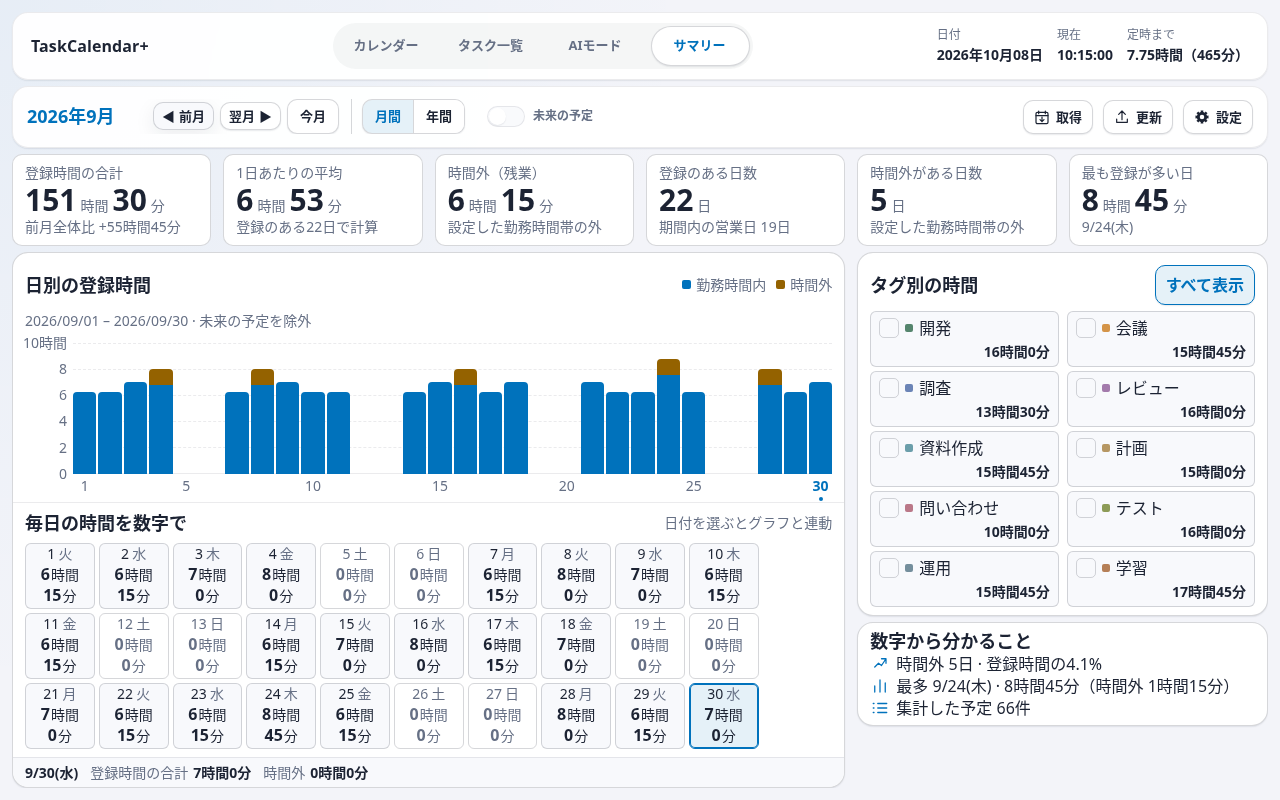 TaskCalendar+
カレンダー
タスク一覧
AIモード
サマリー
日付
2026年10月08日
現在
10:15:00
定時まで
7.75時間（465分）
2026年9月
◀ 前月
翌月 ▶
今月
月間
年間
未来の予定
取得
更新
設定
登録時間の合計
151 時間 30 分
前月全体比 +55時間45分
1日あたりの平均
6 時間 53 分
登録のある22日で計算
時間外（残業）
6 時間 15 分
設定した勤務時間帯の外
登録のある日数
22 日
期間内の営業日 19日
時間外がある日数
5 日
設定した勤務時間帯の外
最も登録が多い日
8 時間 45 分
9/24(木)
日別の登録時間
勤務時間内
時間外
2026/09/01 – 2026/09/30 · 未来の予定を除外
10時間
8
6
4
2
0
1
5
10
15
20
25
30
毎日の時間を数字で
日付を選ぶとグラフと連動
1 火
6時間
15分
2 水
6時間
15分
3 木
7時間
0分
4 金
8時間
0分
5 土
0時間
0分
6 日
0時間
0分
7 月
6時間
15分
8 火
8時間
0分
9 水
7時間
0分
10 木
6時間
15分
11 金
6時間
15分
12 土
0時間
0分
13 日
0時間
0分
14 月
6時間
15分
15 火
7時間
0分
16 水
8時間
0分
17 木
6時間
15分
18 金
7時間
0分
19 土
0時間
0分
20 日
0時間
0分
21 月
7時間
0分
22 火
6時間
15分
23 水
6時間
15分
24 木
8時間
45分
25 金
6時間
15分
26 土
0時間
0分
27 日
0時間
0分
28 月
8時間
0分
29 火
6時間
15分
30 水
7時間
0分
9/30(水) 登録時間の合計 7時間0分 時間外 0時間0分
タグ別の時間
すべて表示
開発
16時間0分
会議
15時間45分
調査
13時間30分
レビュー
16時間0分
資料作成
15時間45分
計画
15時間0分
問い合わせ
10時間0分
テスト
16時間0分
運用
15時間45分
学習
17時間45分
数字から分かること
時間外 5日 · 登録時間の4.1%
最多 9/24(木) · 8時間45分（時間外 1時間15分）
集計した予定 66件